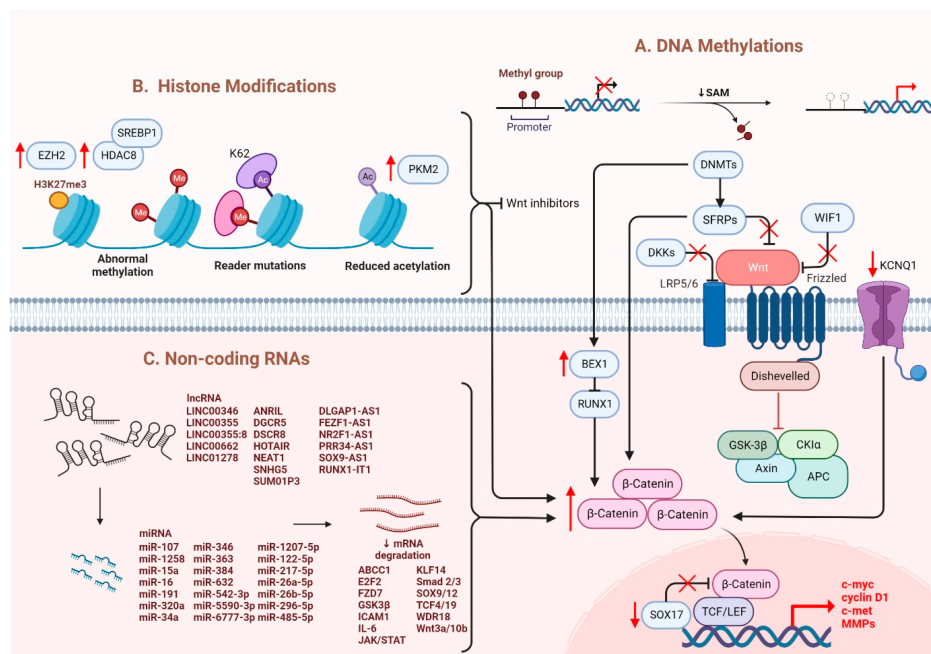 A. DNA Methylations
Methyl group
Promoter
↓SAM
DNMTs
SFRPs
WIF1
DKKs
Wnt
LRP5/6
Frizzled
KCNQ1
BEX1
RUNX1
Dishevelled
GSK-3β
CKIα
Axin
APC
β-Catenin
β-Catenin
β-Catenin
β-Catenin
SOX17
TCF/LEF
c-myc
cyclin D1
c-met
MMPs
B. Histone Modifications
EZH2
SREBP1
HDAC8
H3K27me3
Me
Me
K62
Ac
Me
Ac
PKM2
Abnormal
methylation
Reader mutations
Reduced acetylation
Wnt inhibitors
C. Non-coding RNAs
lncRNA
LINC00346 ANRIL DLGAP1-AS1
LINC00355 DGCR5 FEZF1-AS1
LINC00355:8 DSCR8 NR2F1-AS1
LINC00662 HOTAIR PRR34-AS1
LINC01278 NEAT1 SOX9-AS1
SNHG5 RUNX1-IT1
SUM01P3
miRNA
miR-107 miR-346 miR-1207-5p
miR-1258 miR-363 miR-122-5p
miR-15a miR-384 miR-217-5p
miR-16 miR-632 miR-26a-5p
miR-191 miR-542-3p miR-26b-5p
miR-320a miR-5590-3p miR-296-5p
miR-34a miR-6777-3p miR-485-5p
↓ mRNA
degradation
ABCC1 KLF14
E2F2 Smad 2/3
FZD7 SOX9/12
GSK3β TCF4/19
ICAM1 WDR18
IL-6 Wnt3a/10b
JAK/STAT